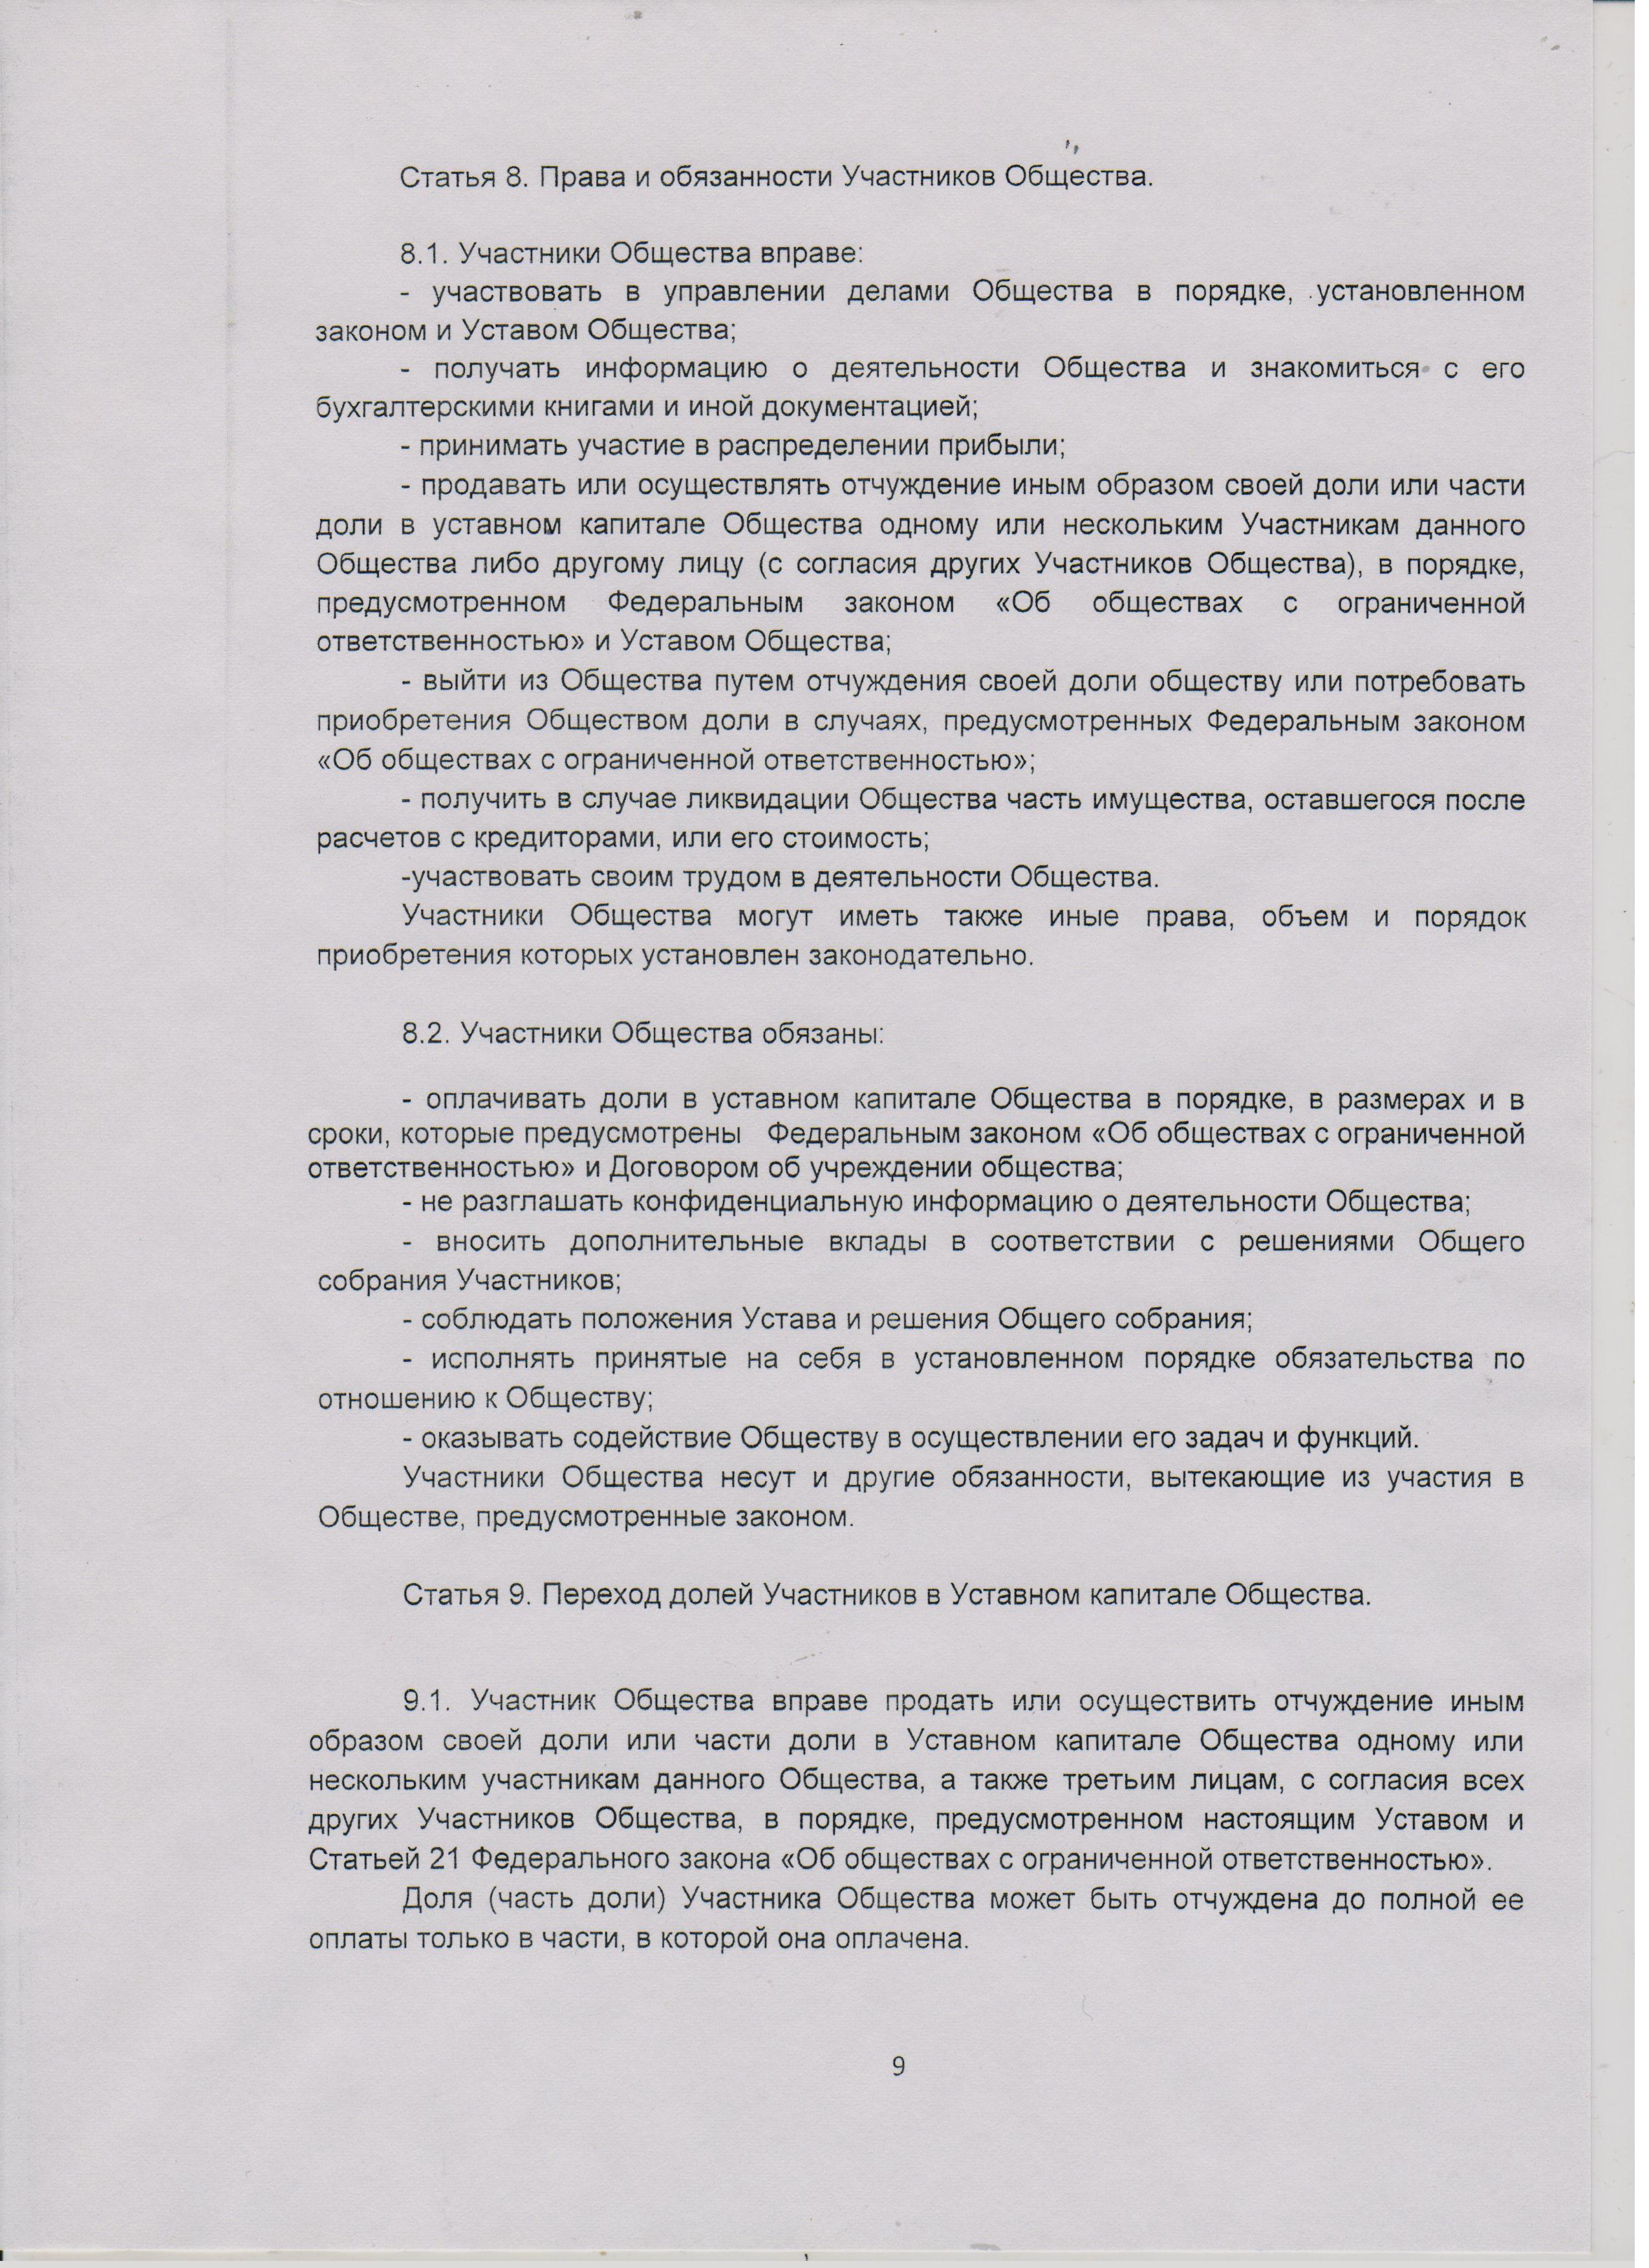 Статья 8. Права и обязанности Участников Общества.
8.1. Участники Общества вправе:
- участвовать в управлении делами Общества в порядке, установленном
законом и Уставом Общества;
- получать информацию о деятельности Общества и знакомиться с его
бухгалтерскими книгами и иной документацией;
- принимать участие в распределении прибыли;
- продавать или осуществлять отчуждение иным образом своей доли или части
доли в уставном капитале Общества одному или нескольким Участникам данного
Общества либо другому лицу (с согласия других Участников Общества), в порядке,
предусмотренном Федеральным законом «Об обществах с ограниченной
ответственностью» и Уставом Общества;
- выйти из Общества путем отчуждения своей доли обществу или потребовать
приобретения Обществом доли в случаях, предусмотренных Федеральным законом
«Об обществах с ограниченной ответственностью»;
- получить в случае ликвидации Общества часть имущества, оставшегося после
расчетов с кредиторами, или его стоимость;
-участвовать своим трудом в деятельности Общества.
Участники Общества могут иметь также иные права, объем и порядок
приобретения которых установлен законодательно.
8.2. Участники Общества обязаны:
- оплачивать доли в уставном капитале Общества в порядке, в размерах и в
сроки, которые предусмотрены Федеральным законом «Об обществах с ограниченной
ответственностью» и Договором об учреждении общества;
- не разглашать конфиденциальную информацию о деятельности Общества;
- вносить дополнительные вклады в соответствии с решениями Общего
собрания Участников;
- соблюдать положения Устава и решения Общего собрания;
- исполнять принятые на себя в установленном порядке обязательства по
отношению к Обществу;
- оказывать содействие Обществу в осуществлении его задач и функций.
Участники Общества несут и другие обязанности, вытекающие из участия в
Обществе, предусмотренные законом.
Статья 9. Переход долей Участников в Уставном капитале Общества.
9.1. Участник Общества вправе продать или осуществить отчуждение иным
образом своей доли или части доли в Уставном капитале Общества одному или
нескольким участникам данного Общества, а также третьим лицам, с согласия всех
других Участников Общества, в порядке, предусмотренном настоящим Уставом и
Статьей 21 Федерального закона «Об обществах с ограниченной ответственностью».
Доля (часть доли) Участника Общества может быть отчуждена до полной ее
оплаты только в части, в которой она оплачена.
9